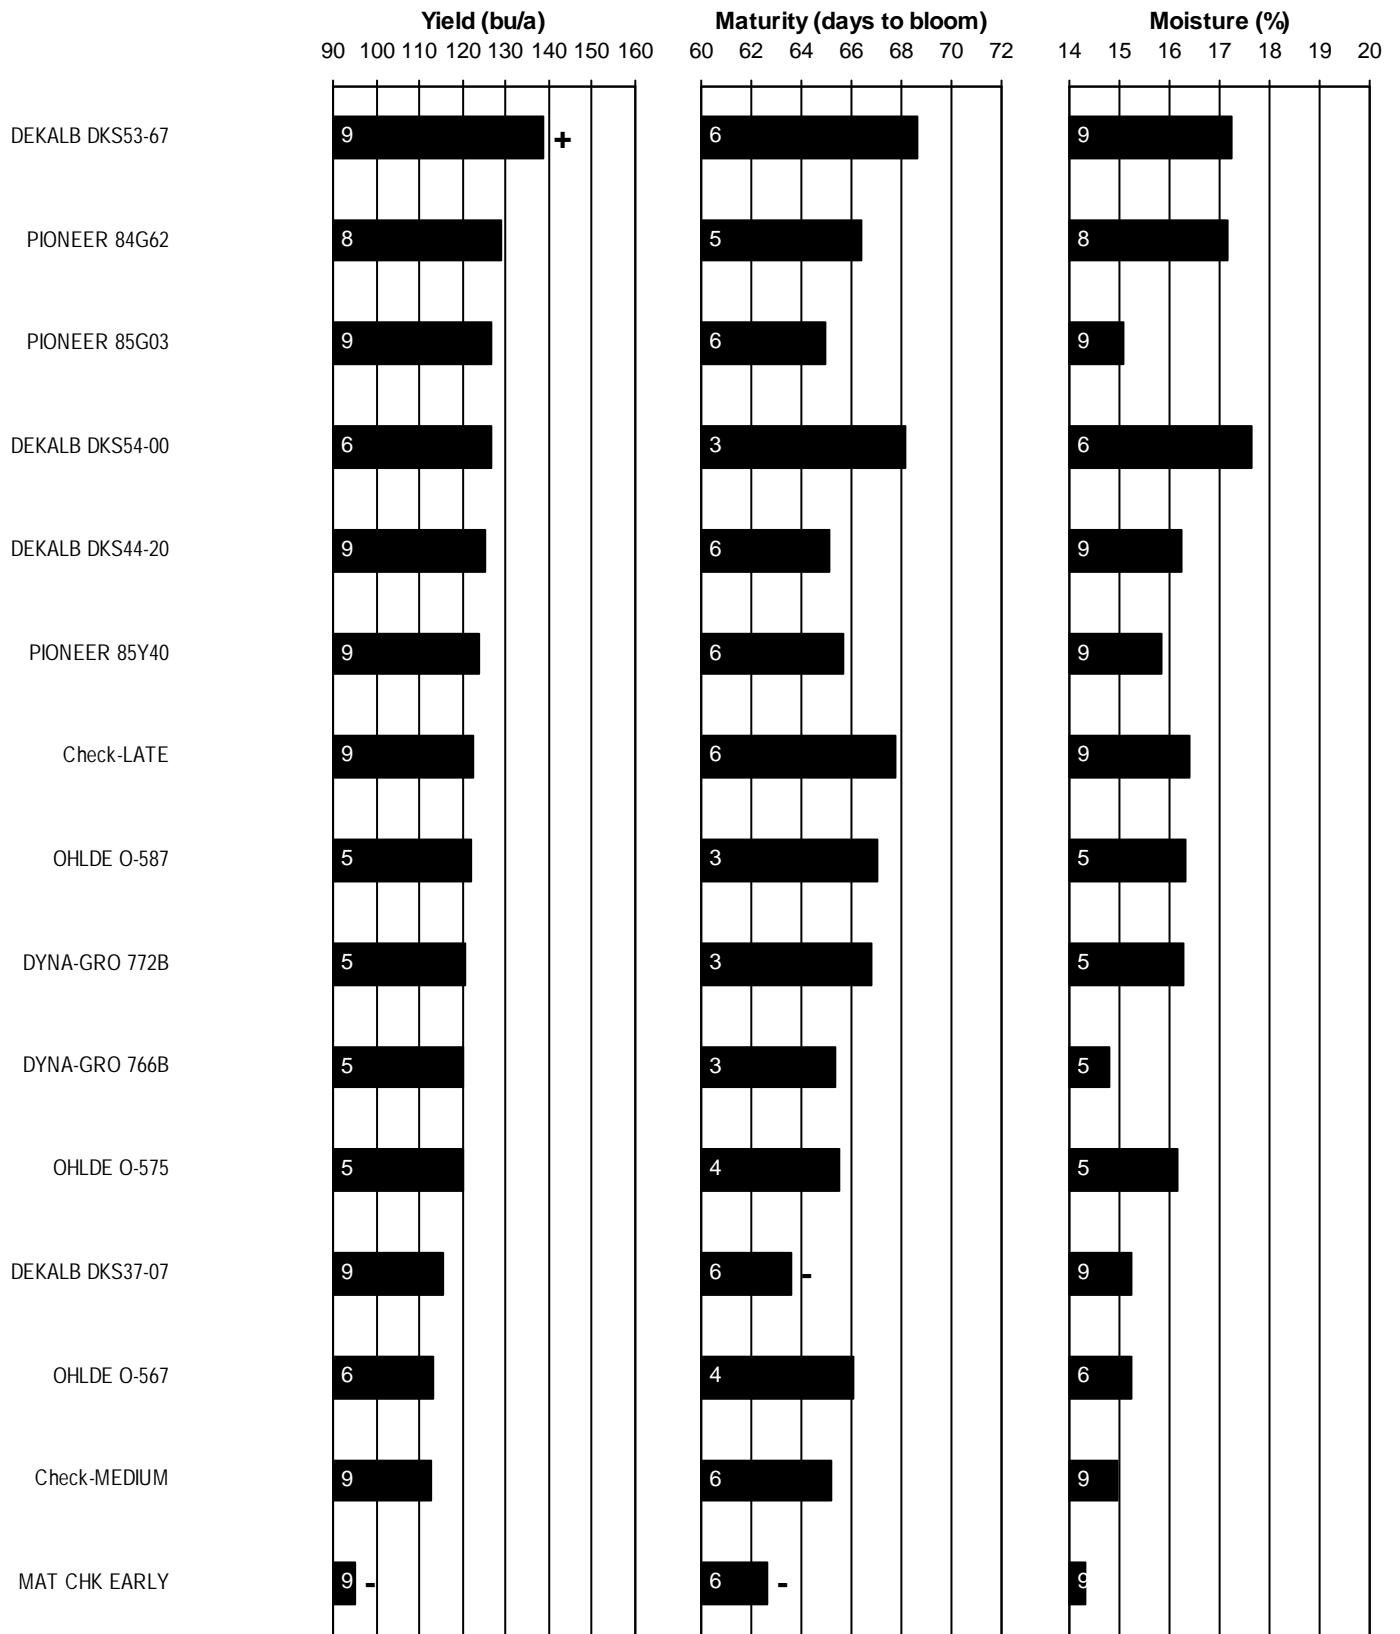 Yield (bu/a) Maturity (days to bloom) Moisture (%)
90 100 110 120 130 140 150 160 60 62 64 66 68 70 72 14 15 16 17 18 19 20
DEKALB DKS53-67 9 + 6 9
PIONEER 84G62 8 5 8
PIONEER 85G03 9 6 9
DEKALB DKS54-00 6 3 6
DEKALB DKS44-20 9 6 9
PIONEER 85Y40 9 6 9
Check-LATE 9 6 9
OHLDE O-587 5 3 5
DYNA-GRO 772B 5 3 5
DYNA-GRO 766B 5 3 5
OHLDE O-575 5 4 5
DEKALB DKS37-07 9 6 - 9
OHLDE O-567 6 4 6
Check-MEDIUM 9 6 9
MAT CHK EARLY 9 - 6 - 9